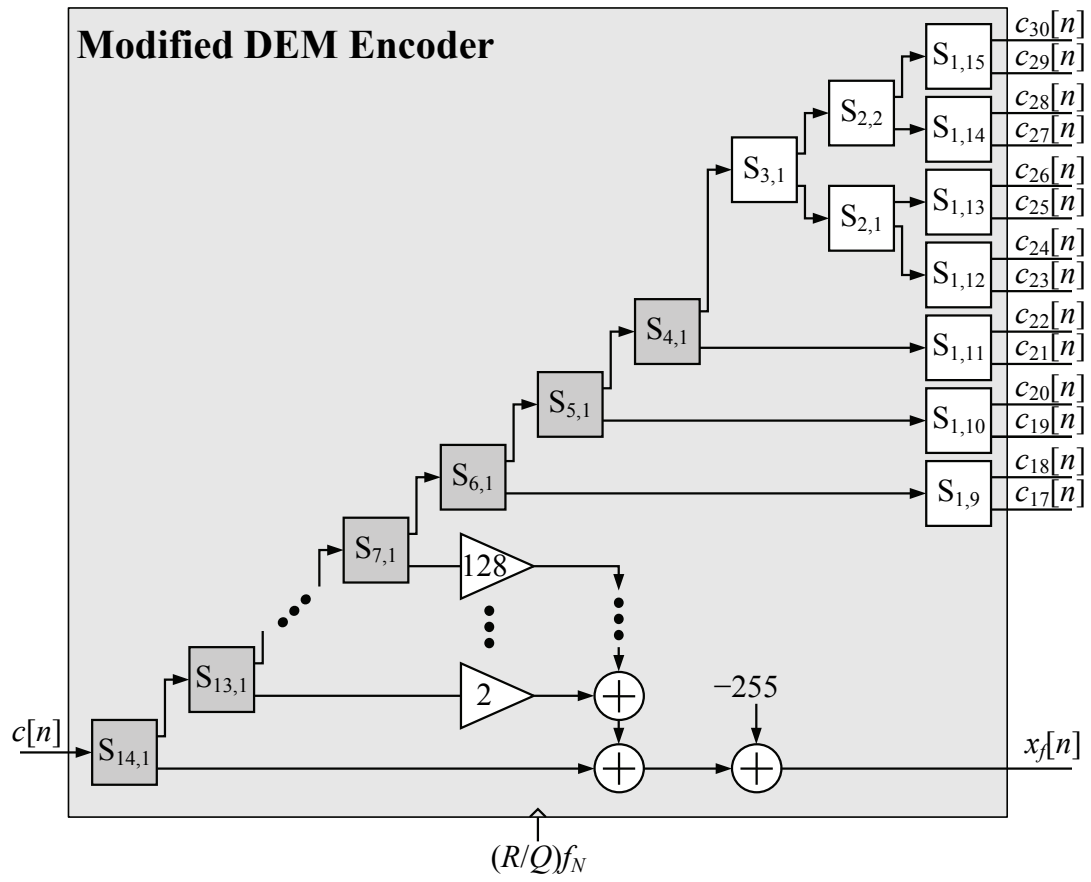 Modified DEM Encoder
c30[n]
S1,15
c29[n]
S2,2
c28[n]
S1,14
c27[n]
S3,1
c26[n]
S1,13
c25[n]
S2,1
c24[n]
S1,12
c23[n]
S4,1
c22[n]
S1,11
c21[n]
S5,1
c20[n]
S1,10
c19[n]
S6,1
c18[n]
S1,9
c17[n]
S7,1
128
S13,1
2
−255
c[n]
S14,1
xf[n]
(R/Q)fN